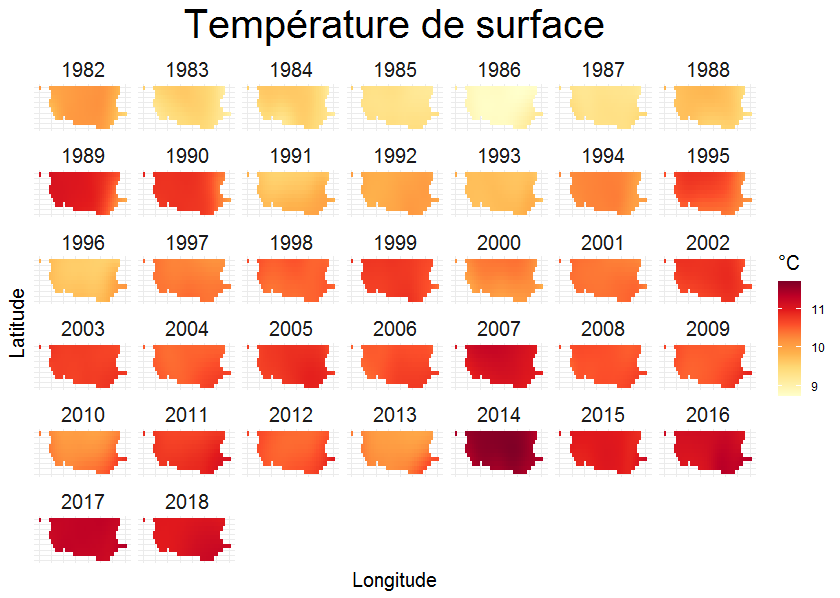 Température de surface
1982 1983 1984 1985 1986 1987 1988
1989 1990 1991 1992 1993 1994 1995
1996 1997 1998 1999 2000 2001 2002
2003 2004 2005 2006 2007 2008 2009
2010 2011 2012 2013 2014 2015 2016
2017 2018
Latitude
Longitude
°C
11
10
9